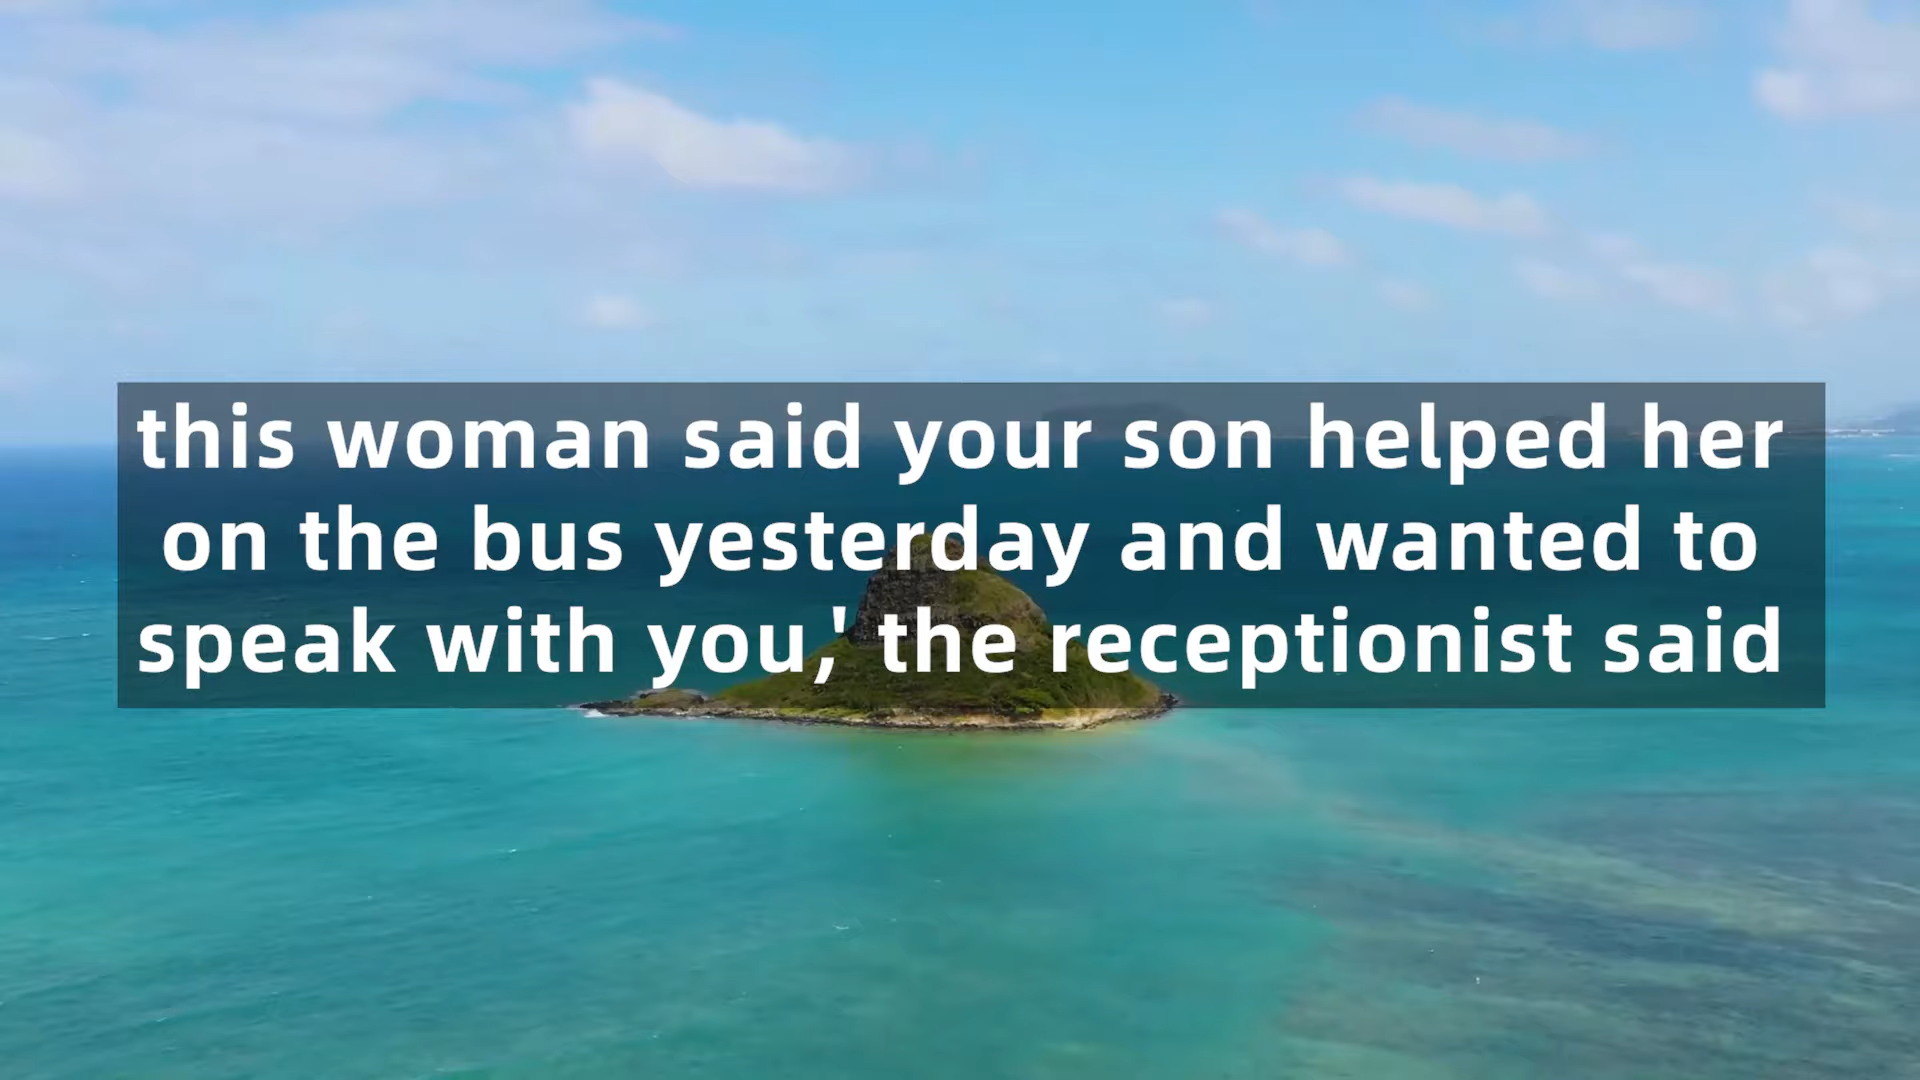 this woman said your son helped her
on the bus yesterday and wanted to
speak with you,' the receptionist said